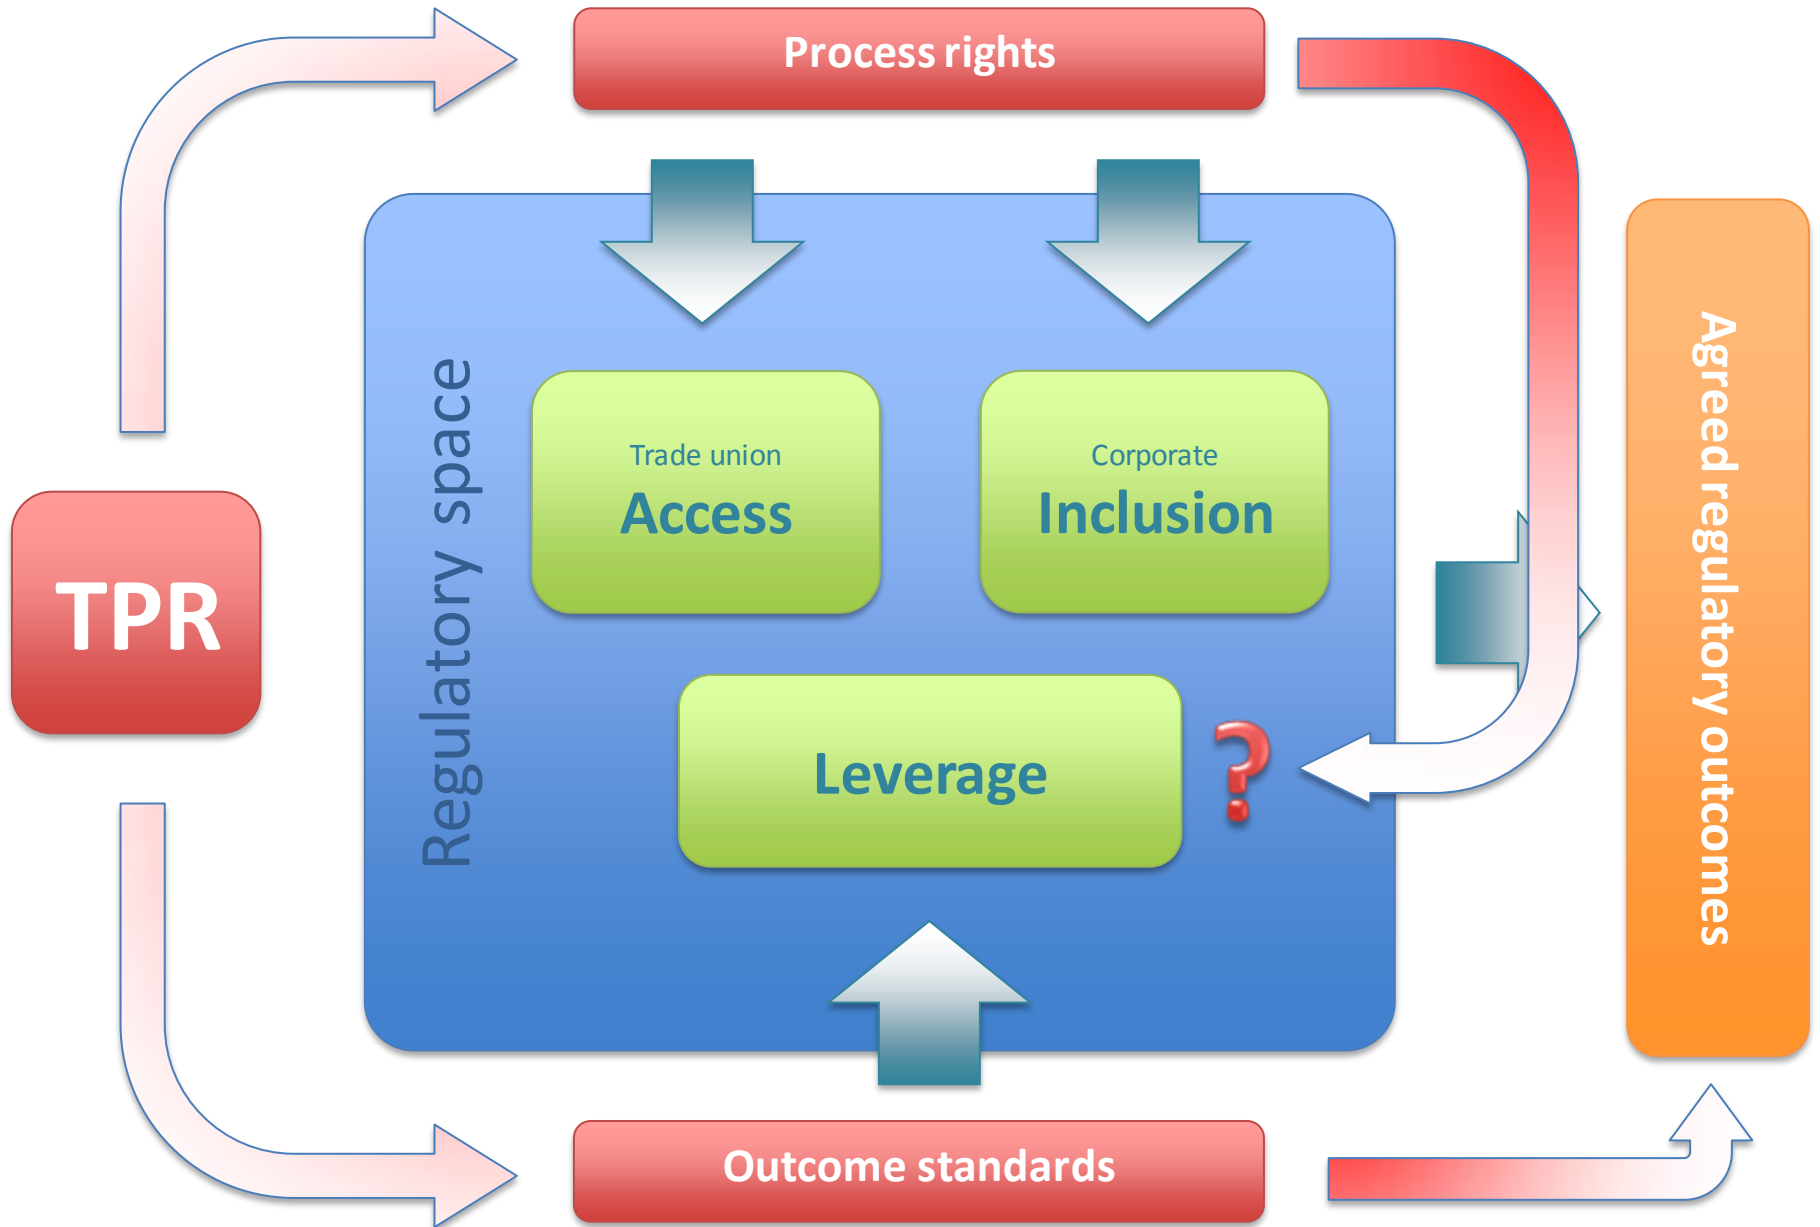 Process rights
Regulatory space
Trade union
Access
Corporate
Inclusion
TPR
Leverage
?
Agreed regulatory outcomes
Outcome standards